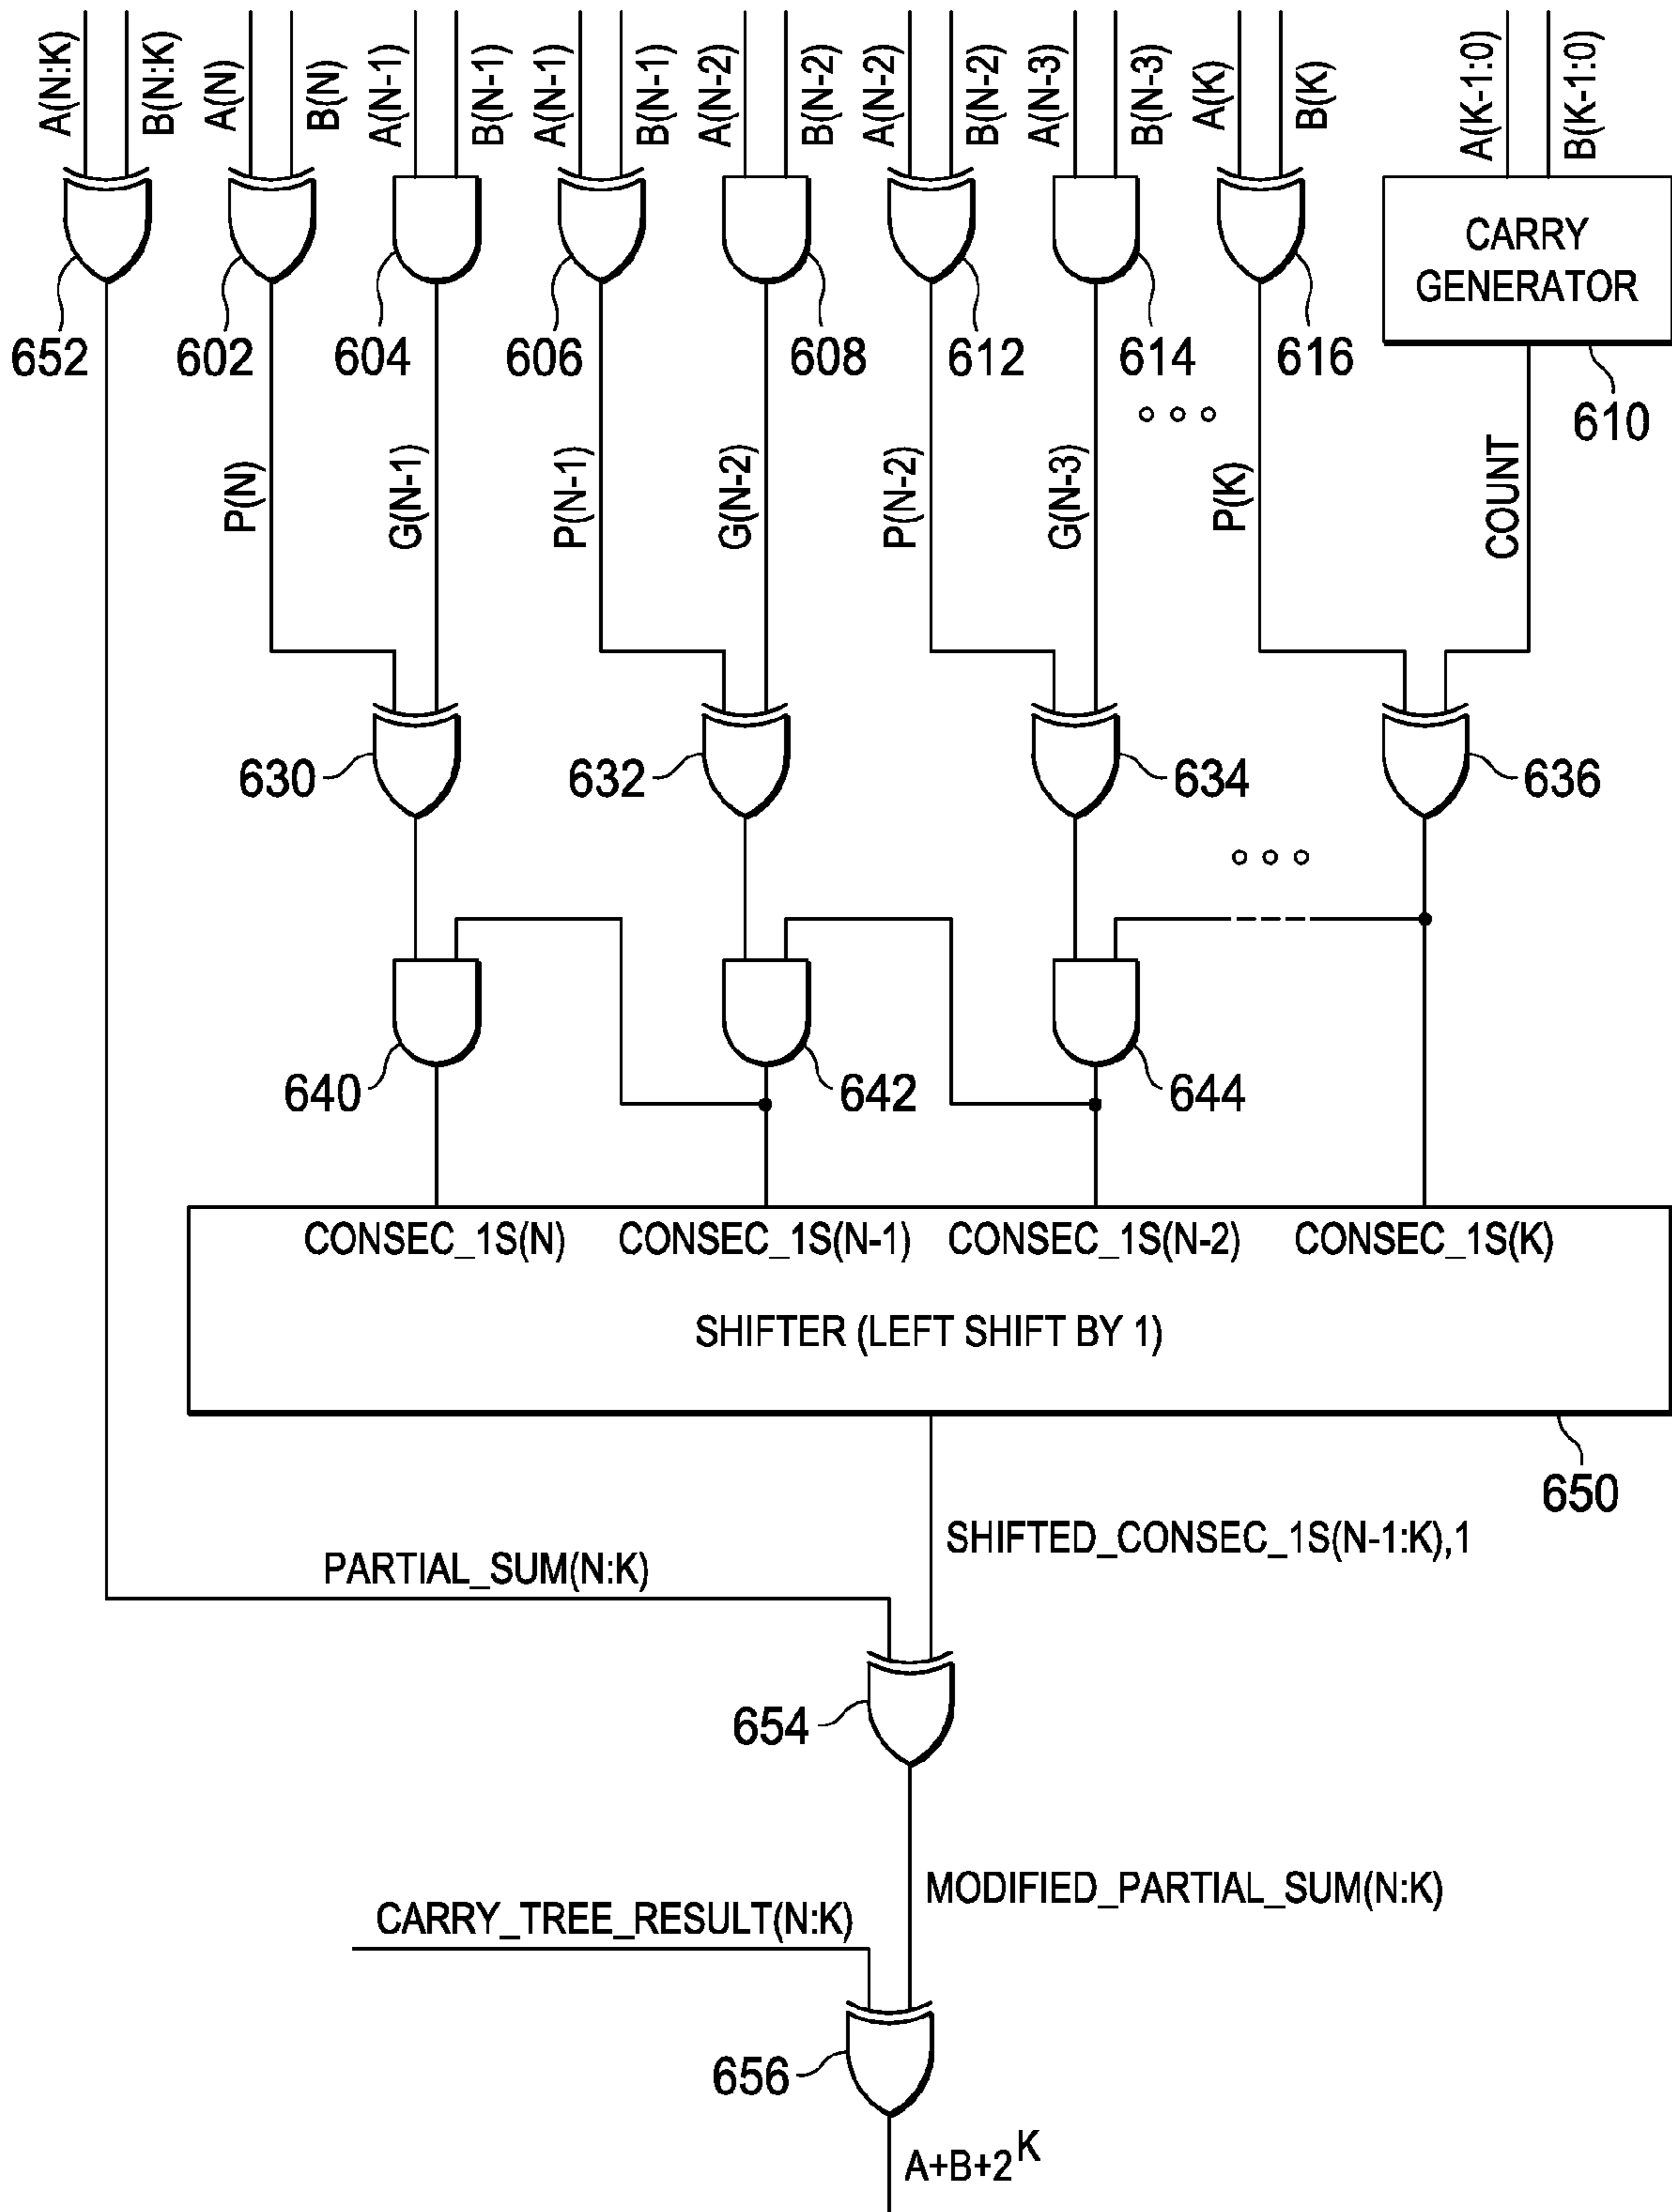 A(N:K)
B(N:K)
A(N)
B(N)
A(N-1)
B(N-1)
A(N-1)
B(N-1)
A(N-2)
B(N-2)
A(N-2)
B(N-2)
A(N-3)
B(N-3)
A(K)
B(K)
A(K-1:0)
B(K-1:0)
CARRY
GENERATOR
652
602
604
606
608
612
614
616
610
P(N)
G(N-1)
P(N-1)
G(N-2)
P(N-2)
G(N-3)
P(K)
COUNT
630
632
634
636
640
642
644
CONSEC_1S(N)
CONSEC_1S(N-1)
CONSEC_1S(N-2)
CONSEC_1S(K)
SHIFTER (LEFT SHIFT BY 1)
650
SHIFTED_CONSEC_1S(N-1:K),1
PARTIAL_SUM(N:K)
654
MODIFIED_PARTIAL_SUM(N:K)
CARRY_TREE_RESULT(N:K)
656
A+B+2^K